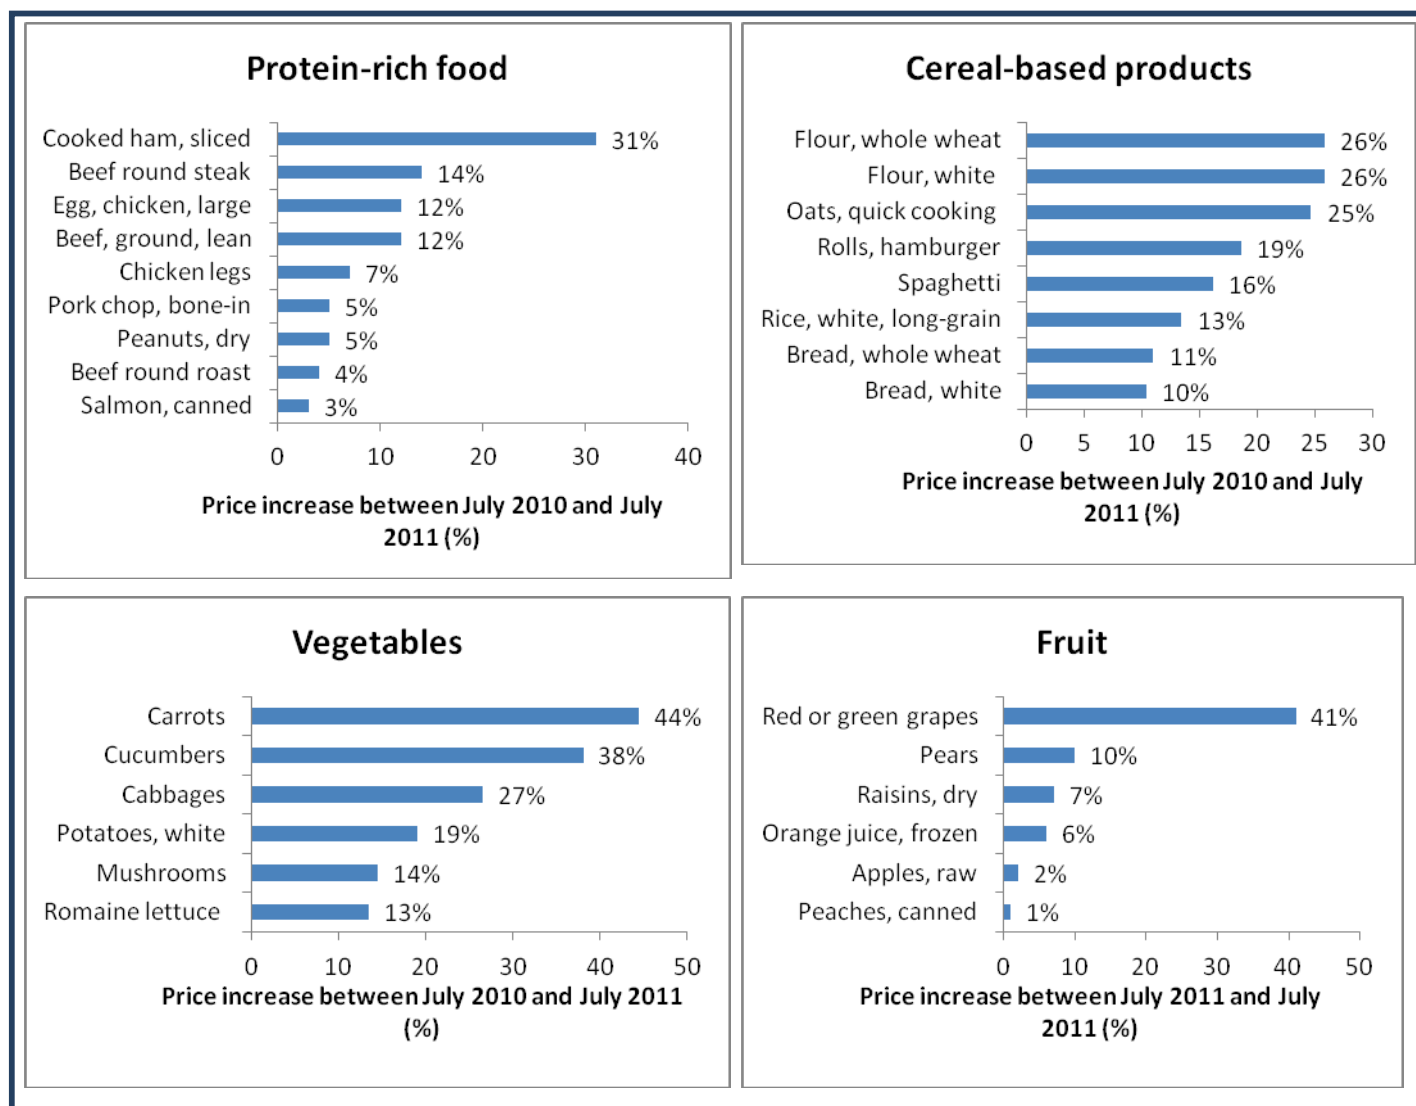 Protein-rich food
Cooked ham, sliced 31%
Beef round steak 14%
Egg, chicken, large 12%
Beef, ground, lean 12%
Chicken legs 7%
Pork chop, bone-in 5%
Peanuts, dry 5%
Beef round roast 4%
Salmon, canned 3%
0 10 20 30 40
Price increase between July 2010 and July
2011 (%)
Cereal-based products
Flour, whole wheat 26%
Flour, white 26%
Oats, quick cooking 25%
Rolls, hamburger 19%
Spaghetti 16%
Rice, white, long-grain 13%
Bread, whole wheat 11%
Bread, white 10%
0 5 10 15 20 25 30
Price increase between July 2010 and July
2011 (%)
Vegetables
Carrots 44%
Cucumbers 38%
Cabbages 27%
Potatoes, white 19%
Mushrooms 14%
Romaine lettuce 13%
0 10 20 30 40 50
Price increase between July 2010 and July 2011
(%)
Fruit
Red or green grapes 41%
Pears 10%
Raisins, dry 7%
Orange juice, frozen 6%
Apples, raw 2%
Peaches, canned 1%
0 10 20 30 40 50
Price increase between July 2011 and July
2011 (%)